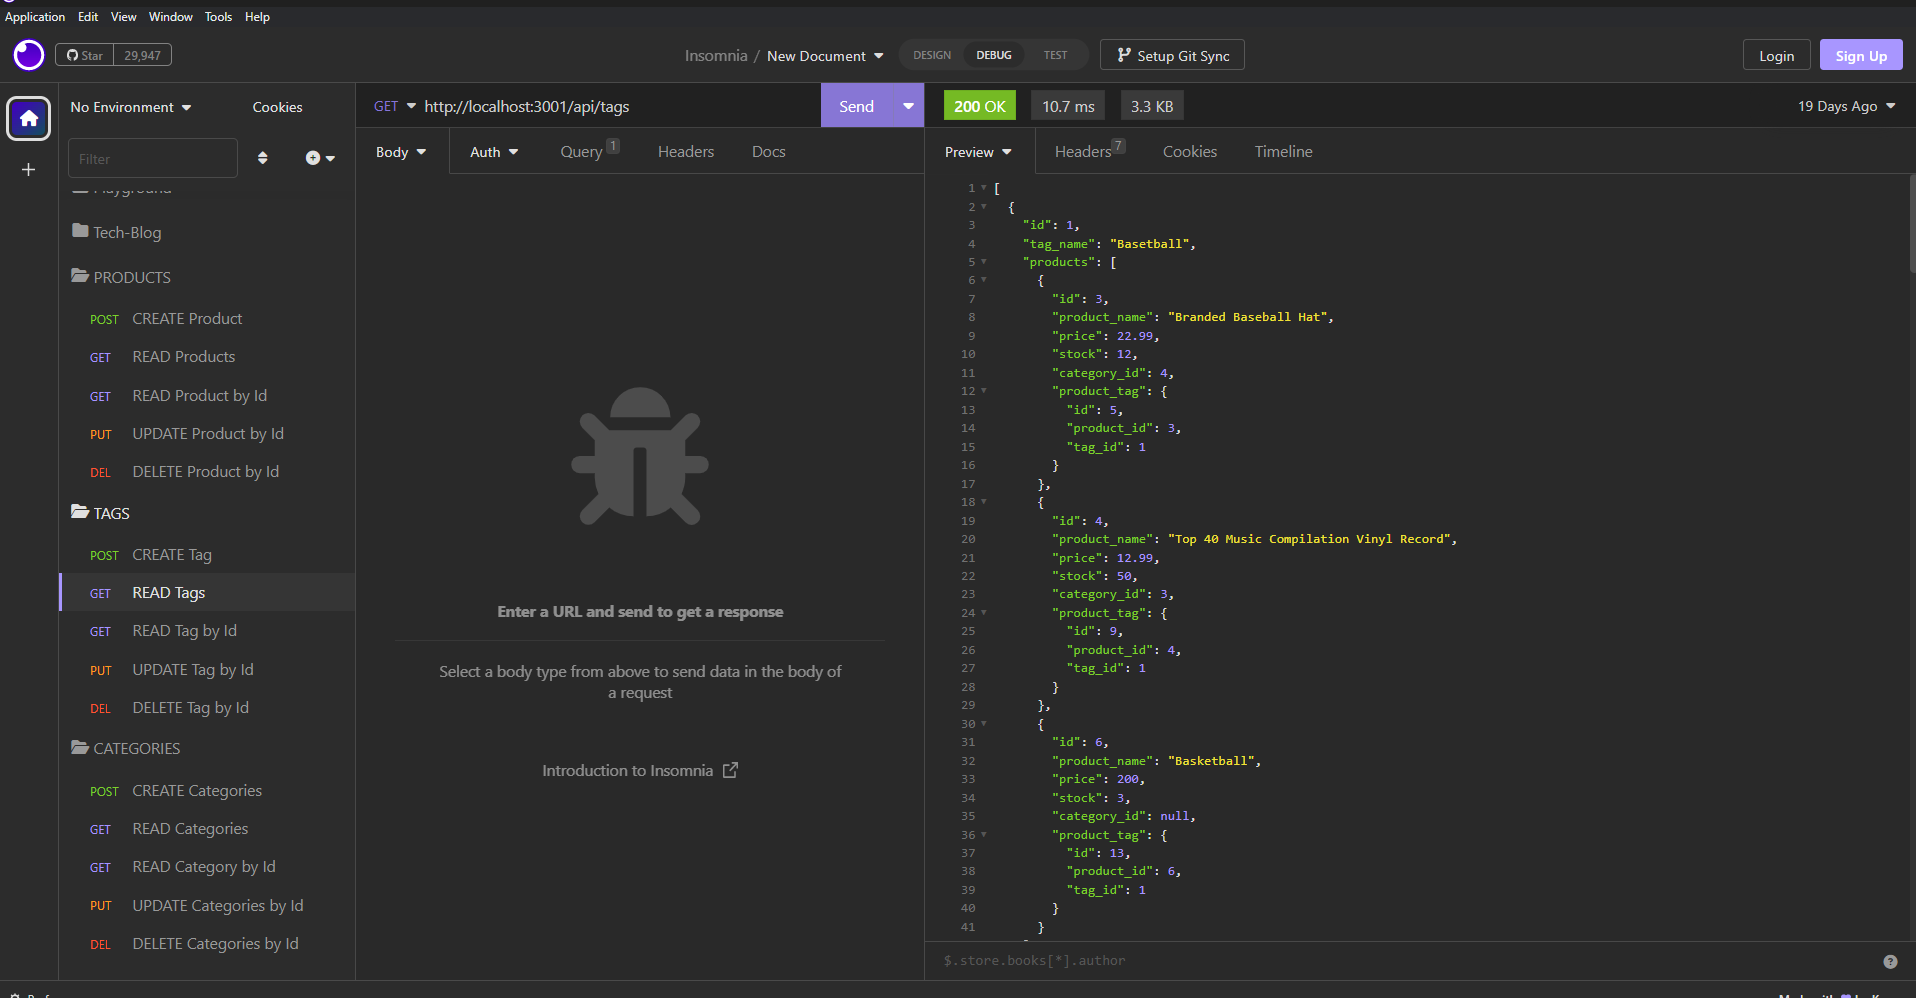 Application Edit View Window Tools Help
Star 29,947
Insomnia / New Document
DESIGN DEBUG TEST
Setup Git Sync
Login
Sign Up
No Environment
Cookies
Filter
Playground
Tech-Blog
PRODUCTS
POST CREATE Product
GET READ Products
GET READ Product by Id
PUT UPDATE Product by Id
DEL DELETE Product by Id
TAGS
POST CREATE Tag
GET READ Tags
GET READ Tag by Id
PUT UPDATE Tag by Id
DEL DELETE Tag by Id
CATEGORIES
POST CREATE Categories
GET READ Categories
GET READ Category by Id
PUT UPDATE Categories by Id
DEL DELETE Categories by Id
GET http://localhost:3001/api/tags
Send
Body Auth Query 1 Headers Docs
Enter a URL and send to get a response
Select a body type from above to send data in the body of
a request
Introduction to Insomnia
200 OK 10.7 ms 3.3 KB
19 Days Ago
Preview Headers 7 Cookies Timeline
1 [
2 {
3 "id": 1,
4 "tag_name": "Basetball",
5 "products": [
6 {
7 "id": 3,
8 "product_name": "Branded Baseball Hat",
9 "price": 22.99,
10 "stock": 12,
11 "category_id": 4,
12 "product_tag": {
13 "id": 5,
14 "product_id": 3,
15 "tag_id": 1
16 }
17 },
18 {
19 "id": 4,
20 "product_name": "Top 40 Music Compilation Vinyl Record",
21 "price": 12.99,
22 "stock": 50,
23 "category_id": 3,
24 "product_tag": {
25 "id": 9,
26 "product_id": 4,
27 "tag_id": 1
28 }
29 },
30 {
31 "id": 6,
32 "product_name": "Basketball",
33 "price": 200,
34 "stock": 3,
35 "category_id": null,
36 "product_tag": {
37 "id": 13,
38 "product_id": 6,
39 "tag_id": 1
40 }
41 }
$.store.books[*].author